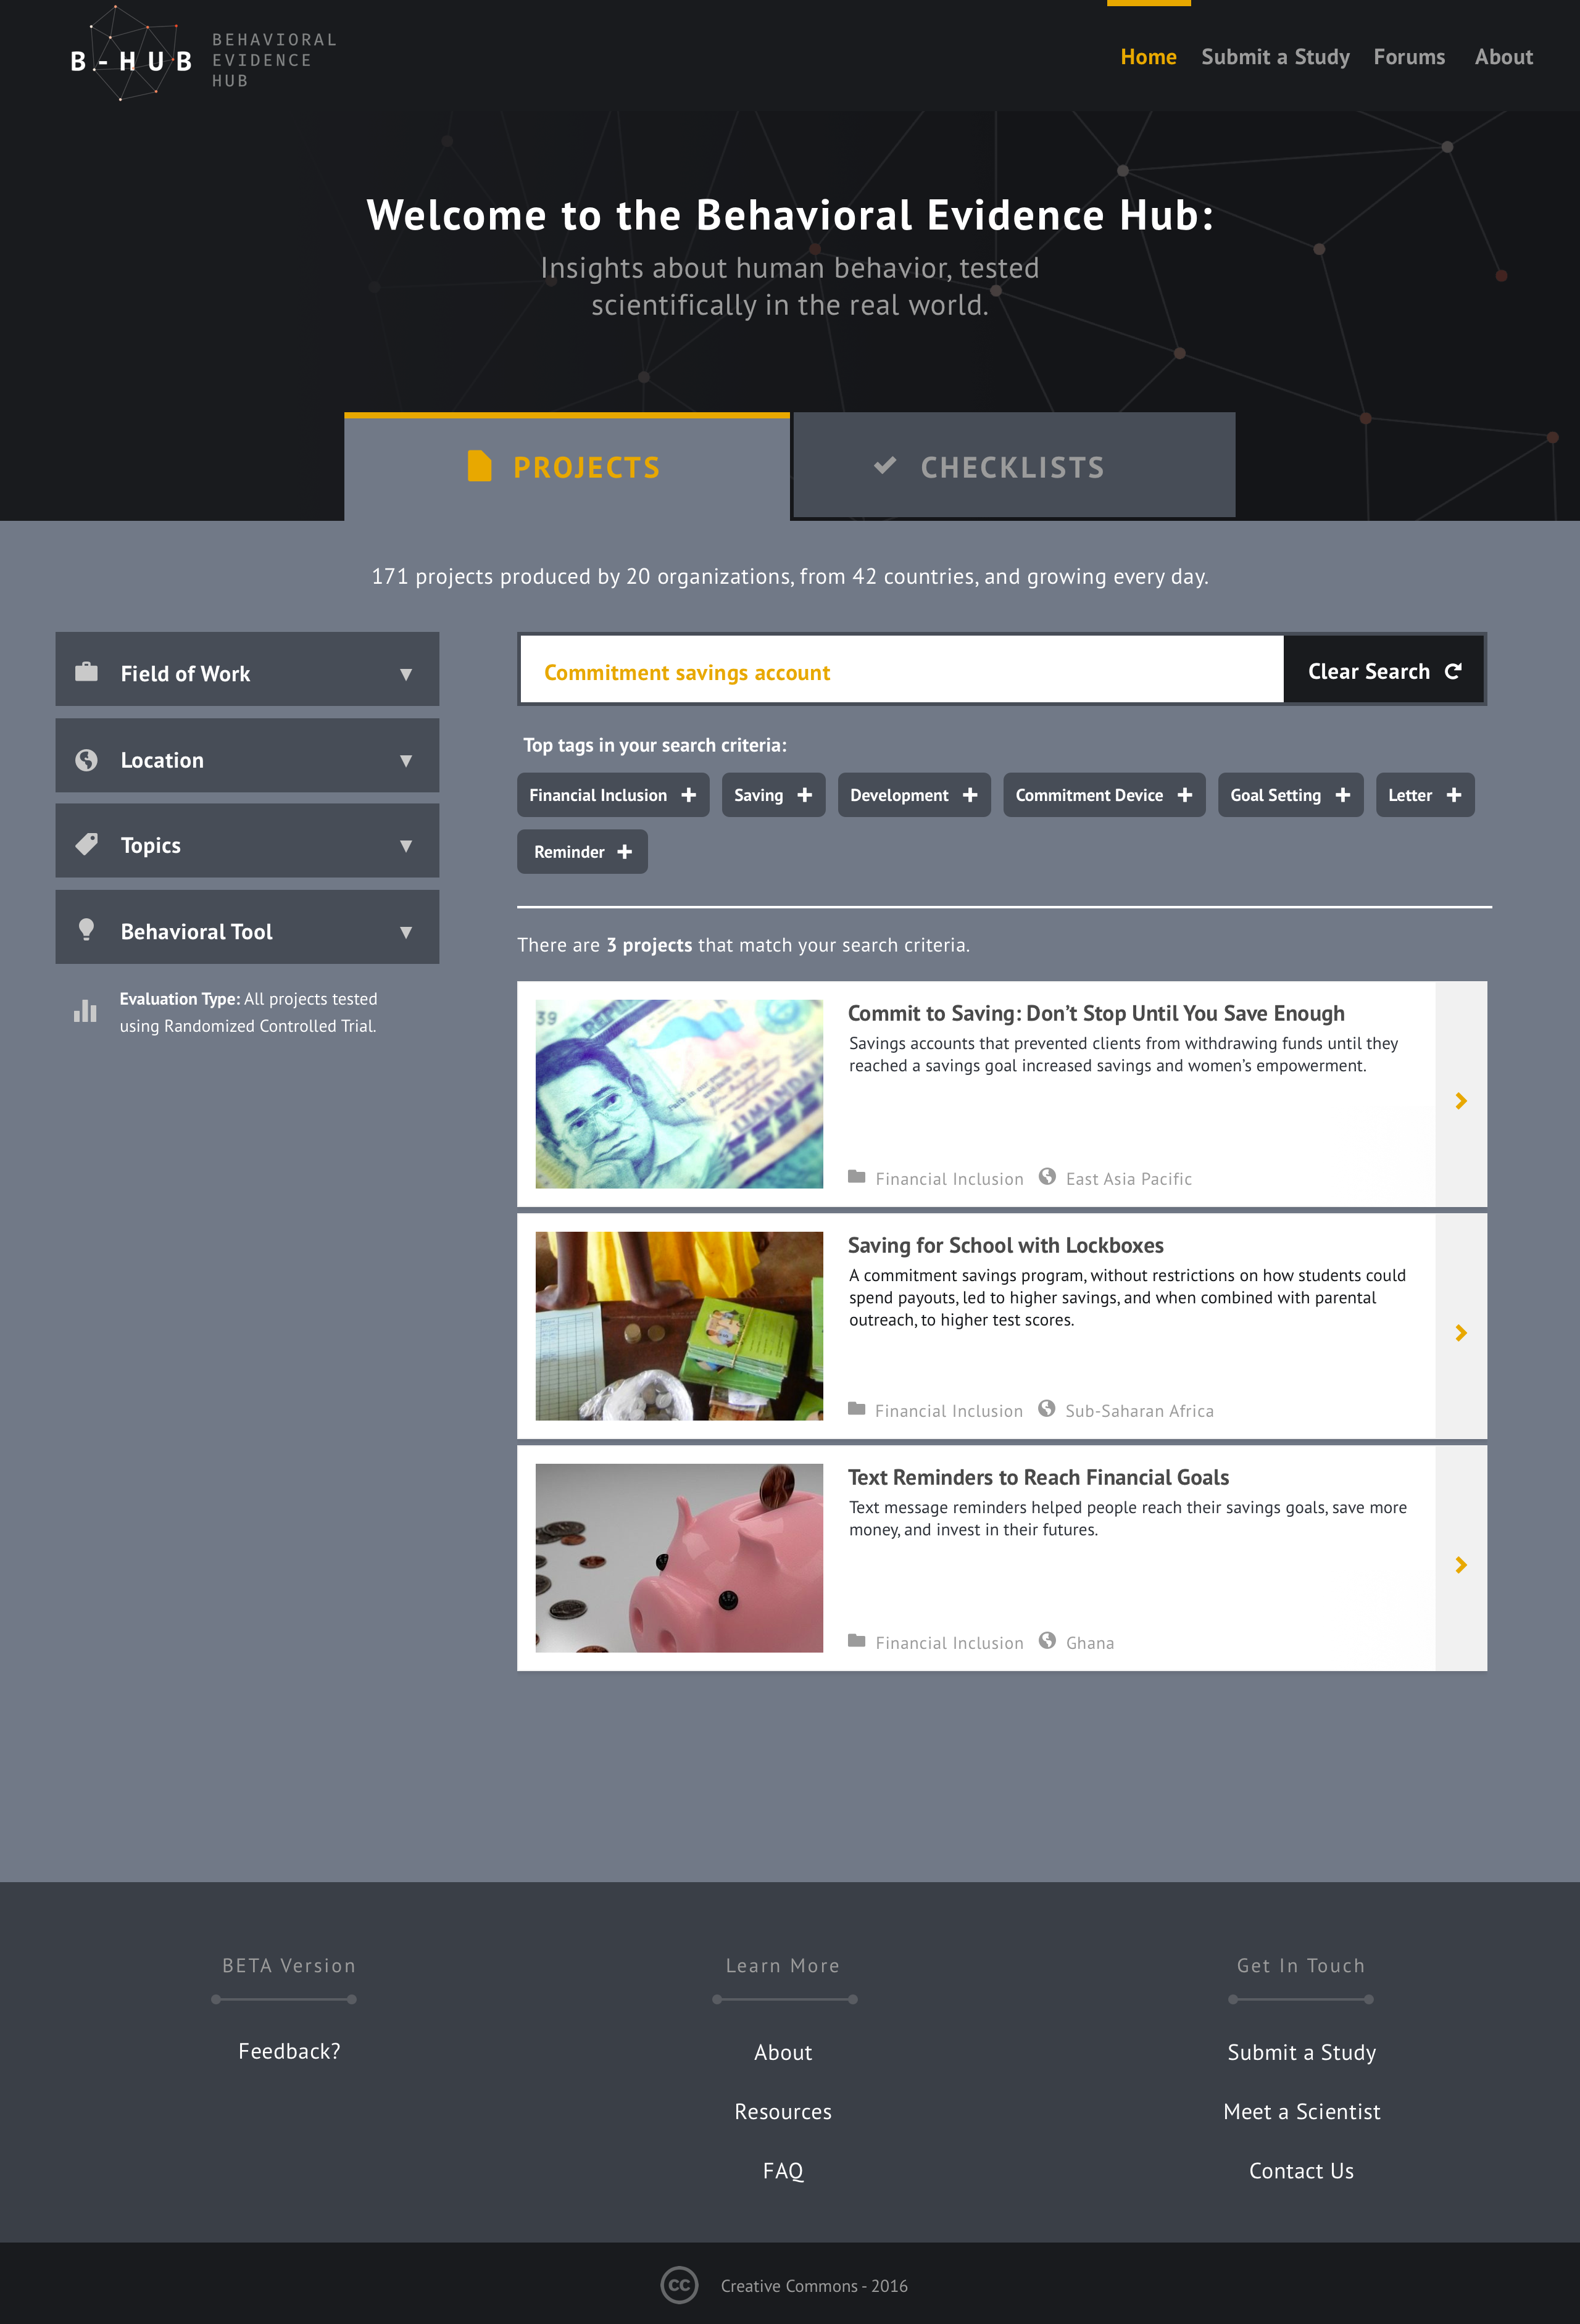 B-HUB
BEHAVIORAL
EVIDENCE
HUB
Home
Submit a Study
Forums
About
Welcome to the Behavioral Evidence Hub:
Insights about human behavior, tested
scientifically in the real world.
PROJECTS
CHECKLISTS
171 projects produced by 20 organizations, from 42 countries, and growing every day.
Field of Work
Location
Topics
Behavioral Tool
Evaluation Type: All projects tested
using Randomized Controlled Trial.
Commitment savings account
Clear Search
Top tags in your search criteria:
Financial Inclusion
Saving
Development
Commitment Device
Goal Setting
Letter
Reminder
There are 3 projects that match your search criteria.
39
Commit to Saving: Don’t Stop Until You Save Enough
Savings accounts that prevented clients from withdrawing funds until they
reached a savings goal increased savings and women’s empowerment.
Financial Inclusion
East Asia Pacific
Saving for School with Lockboxes
A commitment savings program, without restrictions on how students could
spend payouts, led to higher savings, and when combined with parental
outreach, to higher test scores.
Financial Inclusion
Sub-Saharan Africa
Text Reminders to Reach Financial Goals
Text message reminders helped people reach their savings goals, save more
money, and invest in their futures.
Financial Inclusion
Ghana
BETA Version
Feedback?
Learn More
About
Resources
FAQ
Get In Touch
Submit a Study
Meet a Scientist
Contact Us
CC
Creative Commons - 2016